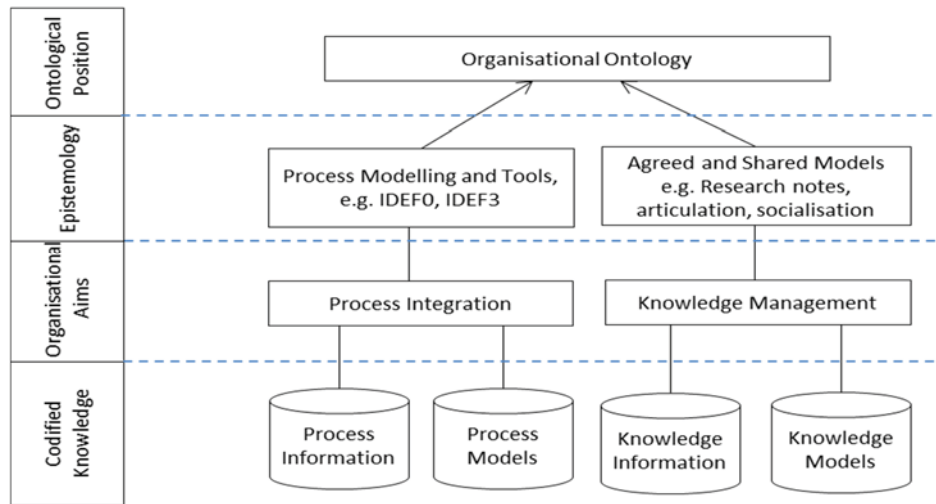 Ontological
Position
Organisational Ontology
Epistemology
Process Modelling and Tools,
e.g. IDEF0, IDEF3
Agreed and Shared Models
e.g. Research notes,
articulation, socialisation
Organisational
Aims
Process Integration
Knowledge Management
Codified
Knowledge
Process
Information
Process
Models
Knowledge
Information
Knowledge
Models